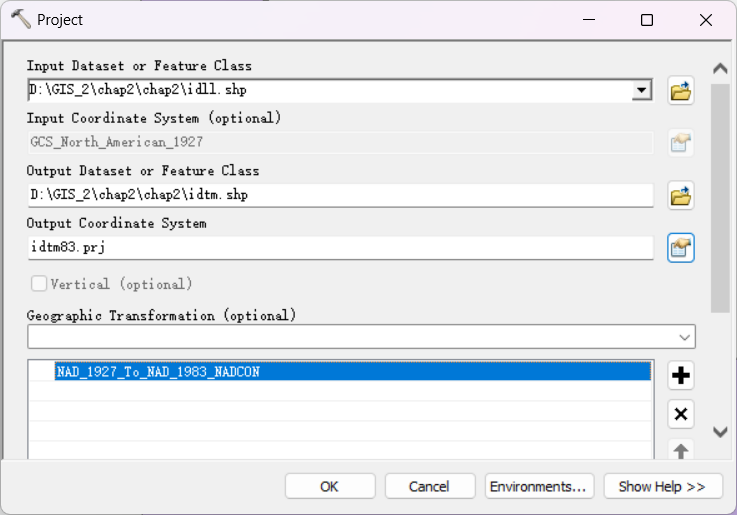 Project
Input Dataset or Feature Class
D:\GIS_2\chap2\chap2\idll.shp
Input Coordinate System (optional)
GCS_North_American_1927
Output Dataset or Feature Class
D:\GIS_2\chap2\chap2\idtm.shp
Output Coordinate System
idtm83.prj
Vertical (optional)
Geographic Transformation (optional)
NAD_1927_To_NAD_1983_NADCON
OK Cancel Environments... Show Help >>